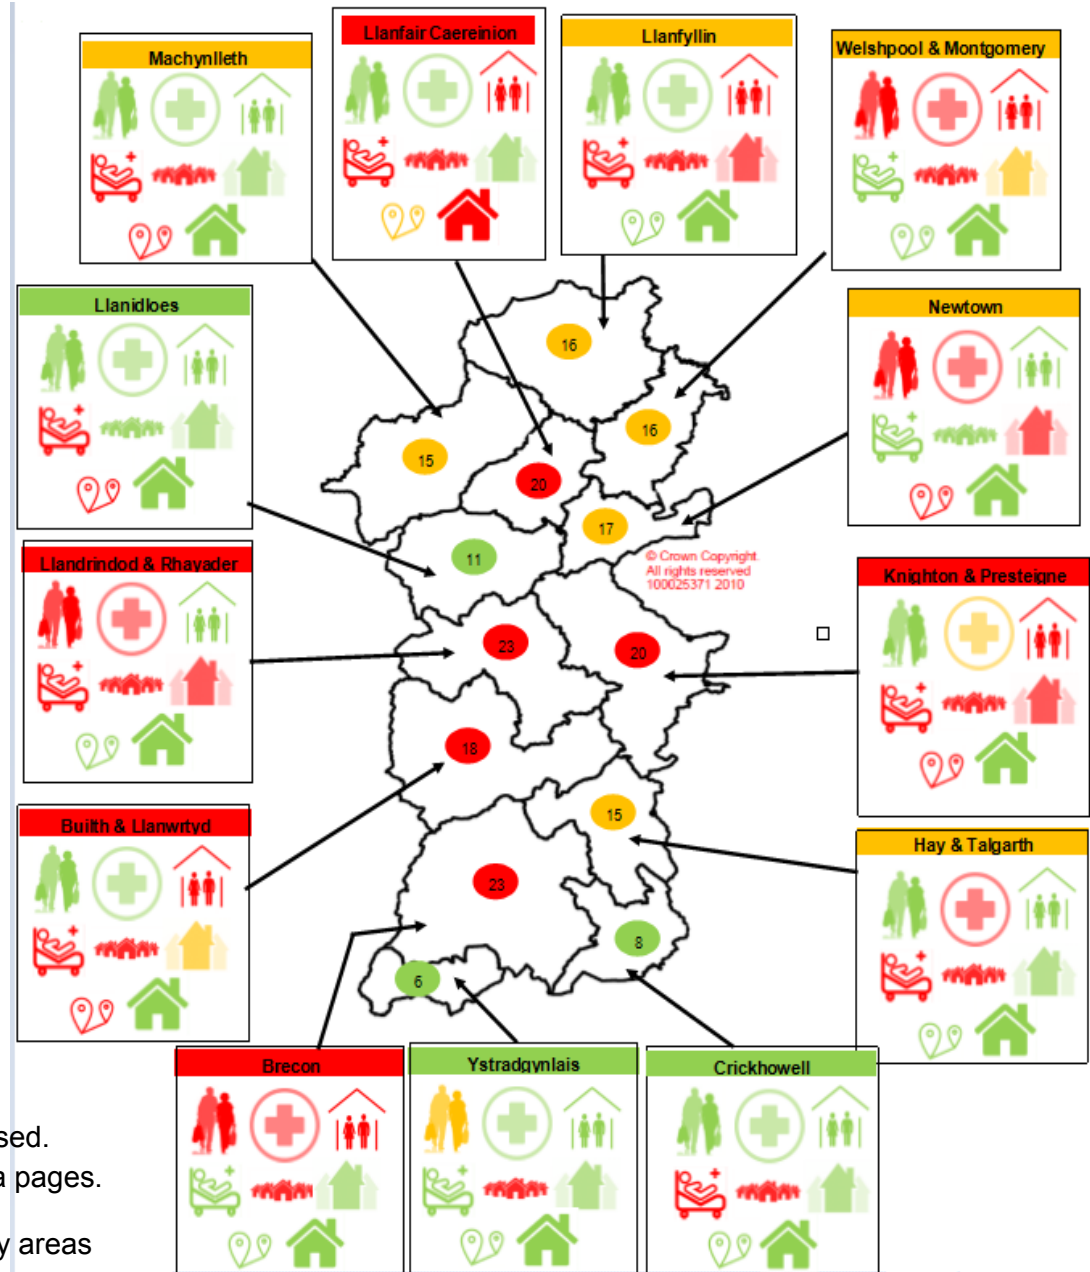 Machynlleth
Llanfair Caereinion
Llanfyllin
Welshpool & Montgomery
Llanidloes
Newtown
16
16
15
20
17
11
© Crown Copyright.
All rights reserved
100025371 2010
Llandrindod & Rhayader
Knighton & Presteigne
23
20
18
Builth & Llanwrtyd
15
Hay & Talgarth
23
8
6
Brecon
Ystradgynlais
Crickhowell
sed.
a pages.
y areas